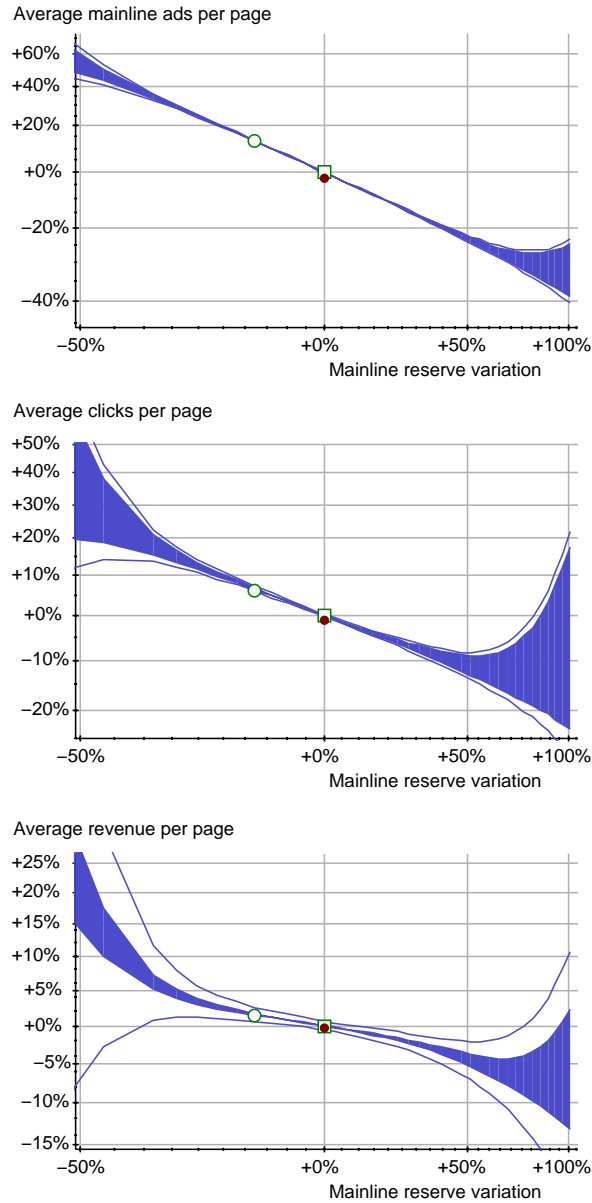 Average mainline ads per page
+60%
+40%
+20%
+0%
−20%
−40%
−50% +0% +50% +100%
Mainline reserve variation
Average clicks per page
+50%
+40%
+30%
+20%
+10%
+0%
−10%
−20%
−50% +0% +50% +100%
Mainline reserve variation
Average revenue per page
+25%
+20%
+15%
+10%
+5%
+0%
−5%
−10%
−15%
−50% +0% +50% +100%
Mainline reserve variation